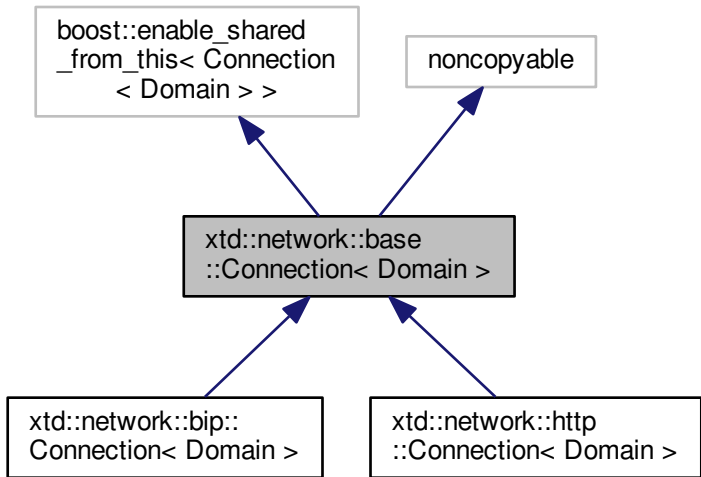 boost::enable_shared
_from_this< Connection
< Domain > >
noncopyable
xtd::network::base
::Connection< Domain >
xtd::network::bip::
Connection< Domain >
xtd::network::http
::Connection< Domain >